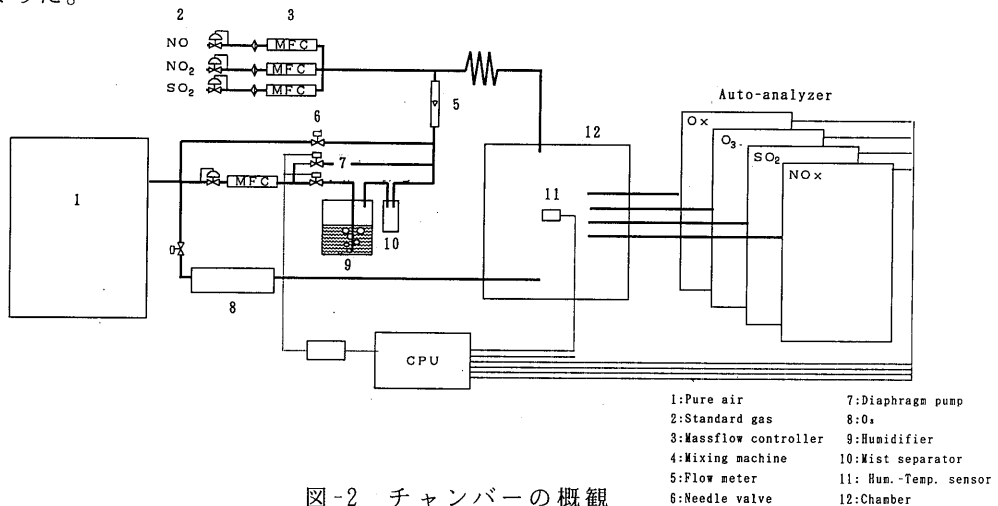 った。
2
3
NO
MFC
NO₂
MFC
SO₂
MFC
5
6
Auto-analyzer
Ox
O₃
SO₂
NOx
12
7
MFC
1
11
10
9
8
CPU
1:Pure air
2:Standard gas
3:Massflow controller
4:Mixing machine
5:Flow meter
6:Needle valve
7:Diaphragm pump
8:O₃
9:Humidifier
10:Mist separator
11: Hum.-Temp. sensor
12:Chamber
図-2 チャンバーの概観